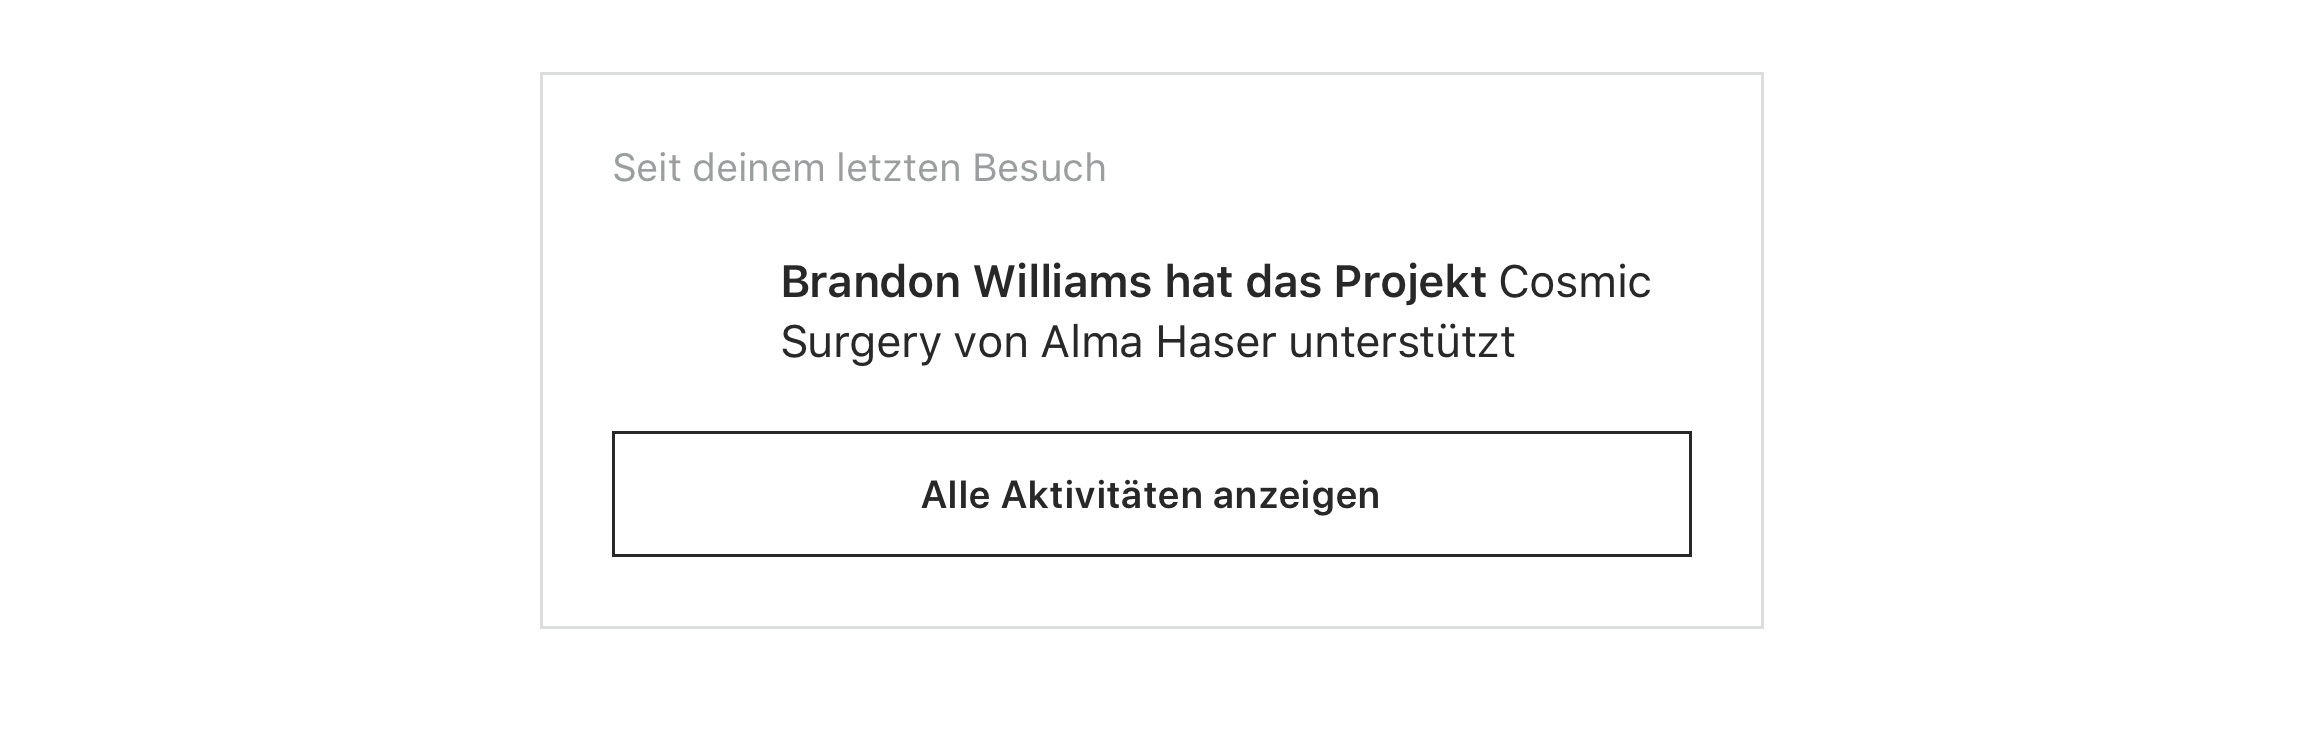 Seit deinem letzten Besuch
Brandon Williams hat das Projekt Cosmic
Surgery von Alma Haser unterstützt
Alle Aktivitäten anzeigen